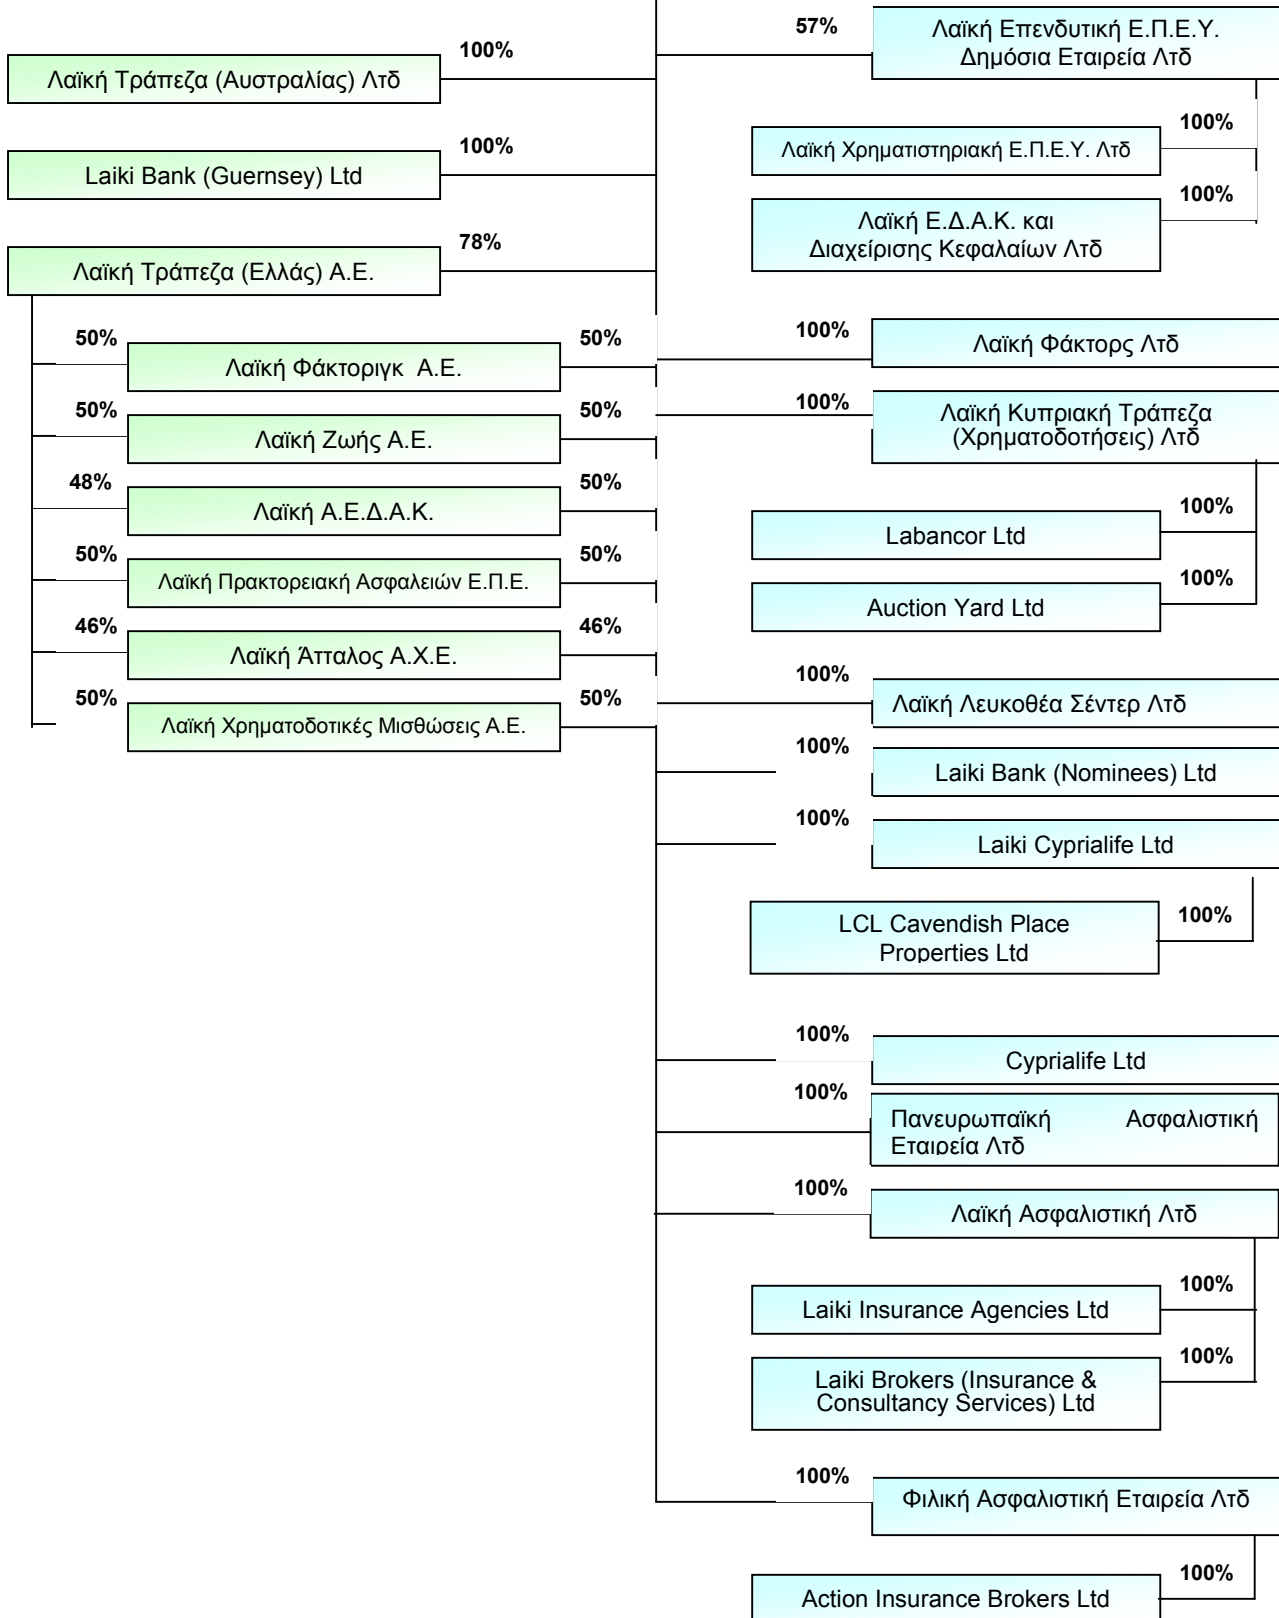 100%
Λαϊκή Τράπεζα (Αυστραλίας) Λτδ
100%
Laiki Bank (Guernsey) Ltd
78%
Λαϊκή Τράπεζα (Ελλάς) Α.Ε.
50%
Λαϊκή Φάκτοριγκ Α.Ε.
50%
50%
Λαϊκή Ζωής Α.Ε.
50%
48%
Λαϊκή Α.Ε.Δ.Α.Κ.
50%
50%
Λαϊκή Πρακτορειακή Ασφαλειών Ε.Π.Ε.
50%
46%
Λαϊκή Άτταλος Α.Χ.Ε.
46%
50%
Λαϊκή Χρηματοδοτικές Μισθώσεις Α.Ε.
50%
57%
Λαϊκή Επενδυτική Ε.Π.Ε.Υ.
Δημόσια Εταιρεία Λτδ
100%
Λαϊκή Χρηματιστηριακή Ε.Π.Ε.Υ. Λτδ
100%
Λαϊκή Ε.Δ.Α.Κ. και
Διαχείρισης Κεφαλαίων Λτδ
100%
Λαϊκή Φάκτορς Λτδ
100%
Λαϊκή Κυπριακή Τράπεζα
(Χρηματοδοτήσεις) Λτδ
100%
Labancor Ltd
100%
Auction Yard Ltd
100%
Λαϊκή Λευκοθέα Σέντερ Λτδ
100%
Laiki Bank (Nominees) Ltd
100%
Laiki Cyprialife Ltd
100%
LCL Cavendish Place
Properties Ltd
100%
Cyprialife Ltd
100%
Πανευρωπαϊκή Ασφαλιστική
Εταιρεία Λτδ
100%
Λαϊκή Ασφαλιστική Λτδ
100%
Laiki Insurance Agencies Ltd
100%
Laiki Brokers (Insurance &
Consultancy Services) Ltd
100%
Φιλική Ασφαλιστική Εταιρεία Λτδ
100%
Action Insurance Brokers Ltd